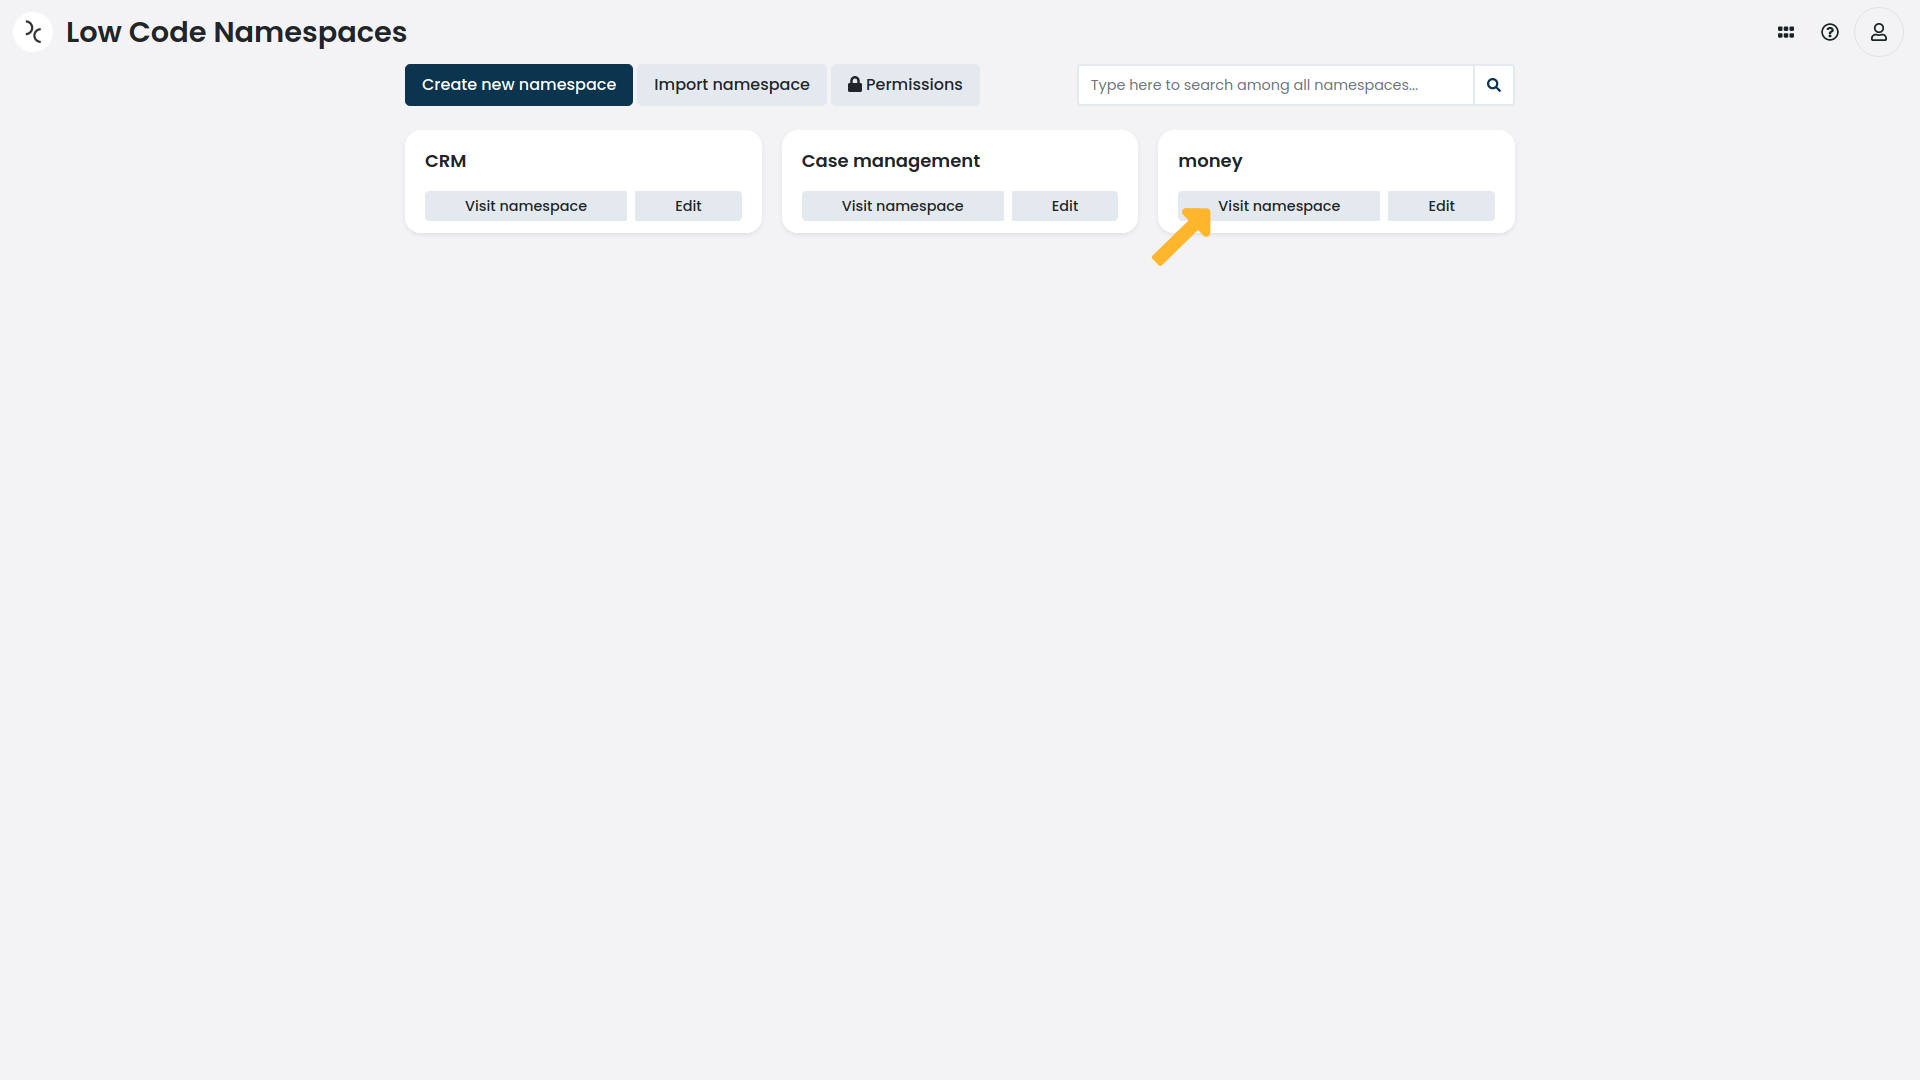 Low Code Namespaces
Create new namespace
Import namespace
Permissions
Type here to search among all namespaces...
CRM
Visit namespace
Edit
Case management
Visit namespace
Edit
money
Visit namespace
Edit